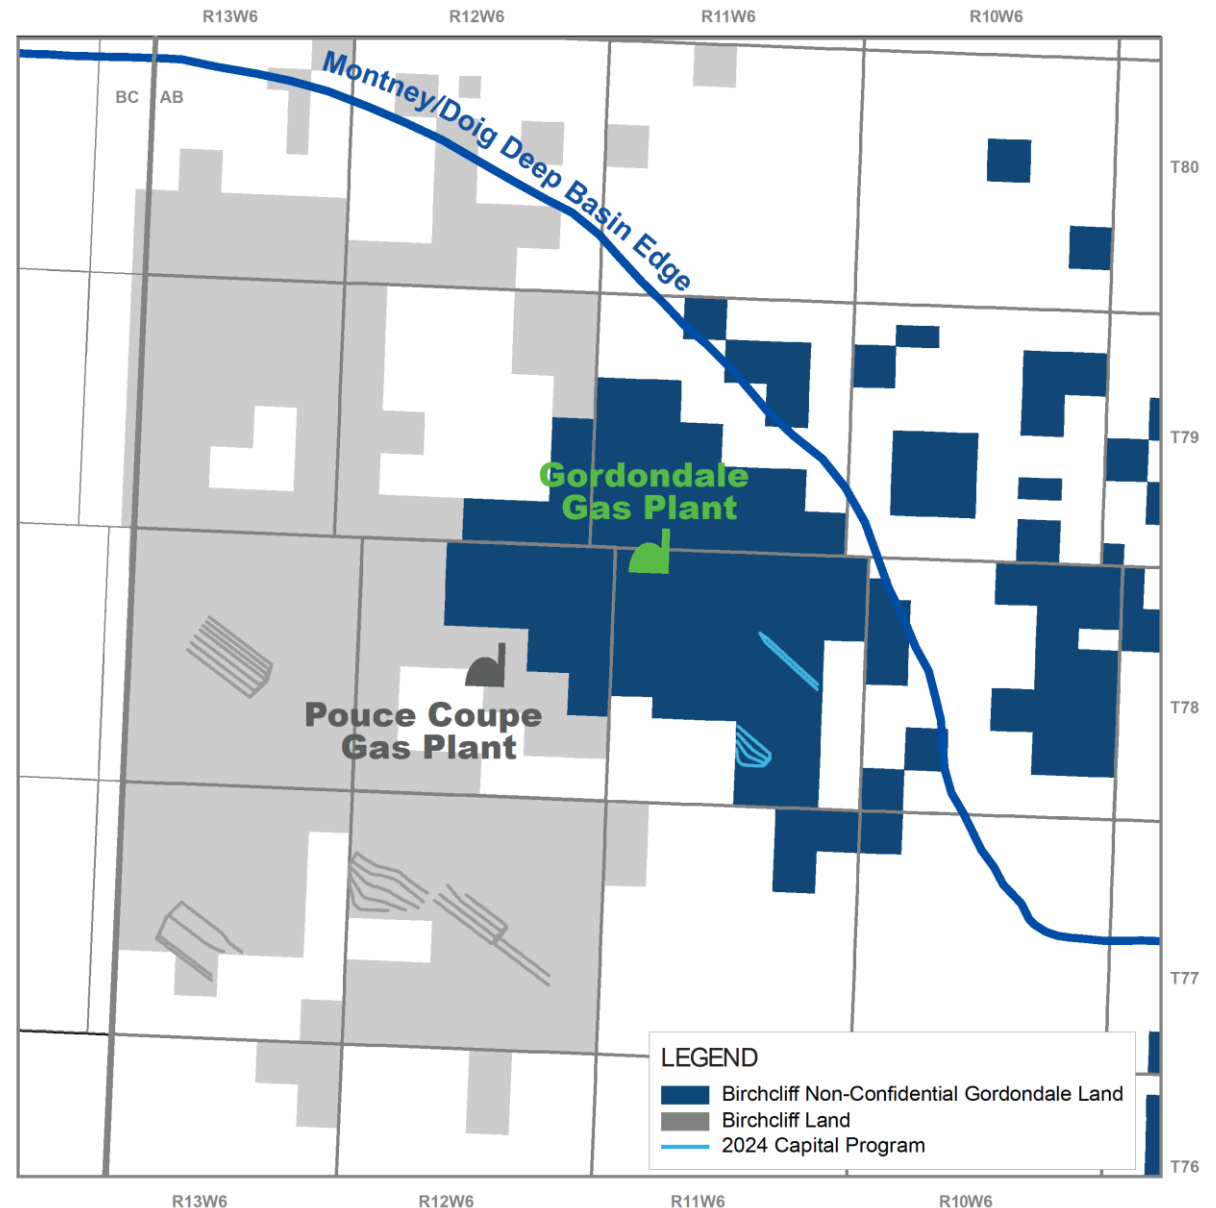 R13W6 R12W6 R11W6 R10W6
BC AB
Montney/Doig Deep Basin Edge
T80
T79
Gordondale
Gas Plant
Pouce Coupe
Gas Plant
T78
T77
LEGEND
Birchcliff Non-Confidential Gordondale Land
Birchcliff Land
2024 Capital Program
T76
R13W6 R12W6 R11W6 R10W6